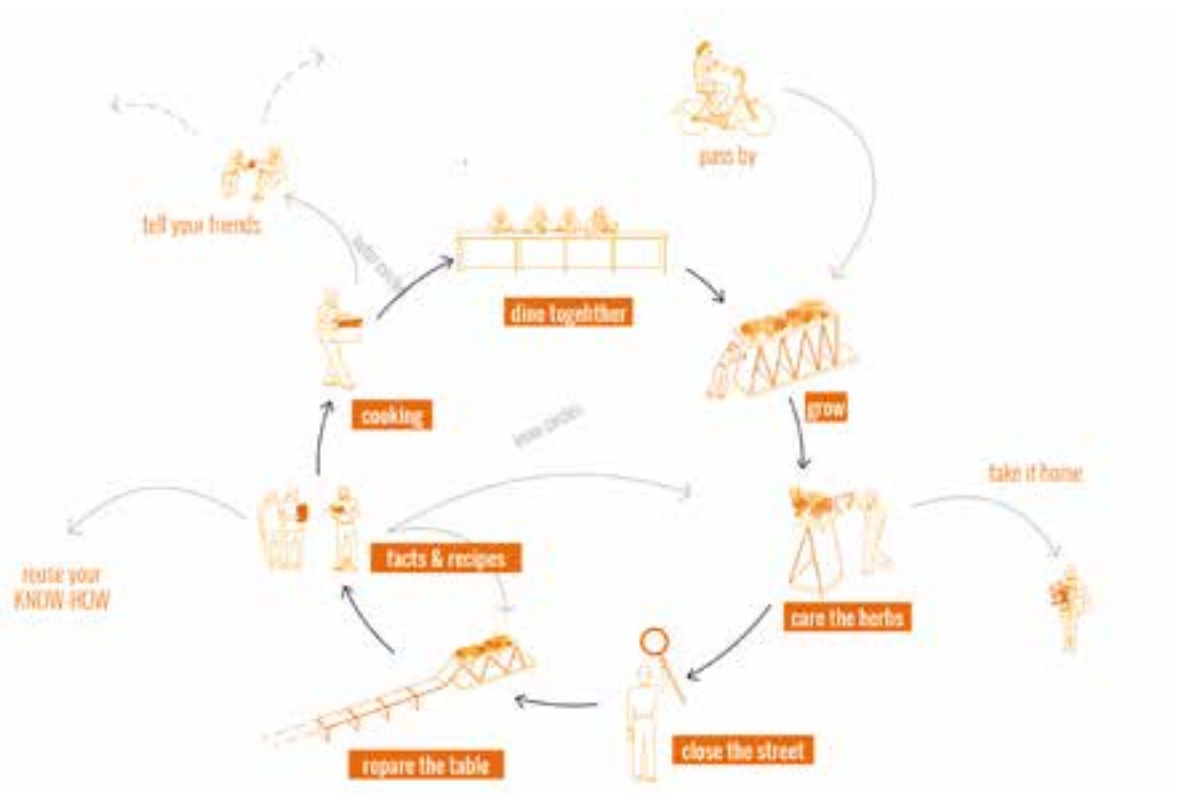 pass by
tell your friends
dine togehther
cooking
grow
take it home
facts & recipes
reuse your
KNOW-HOW
care the herbs
close the street
repare the table